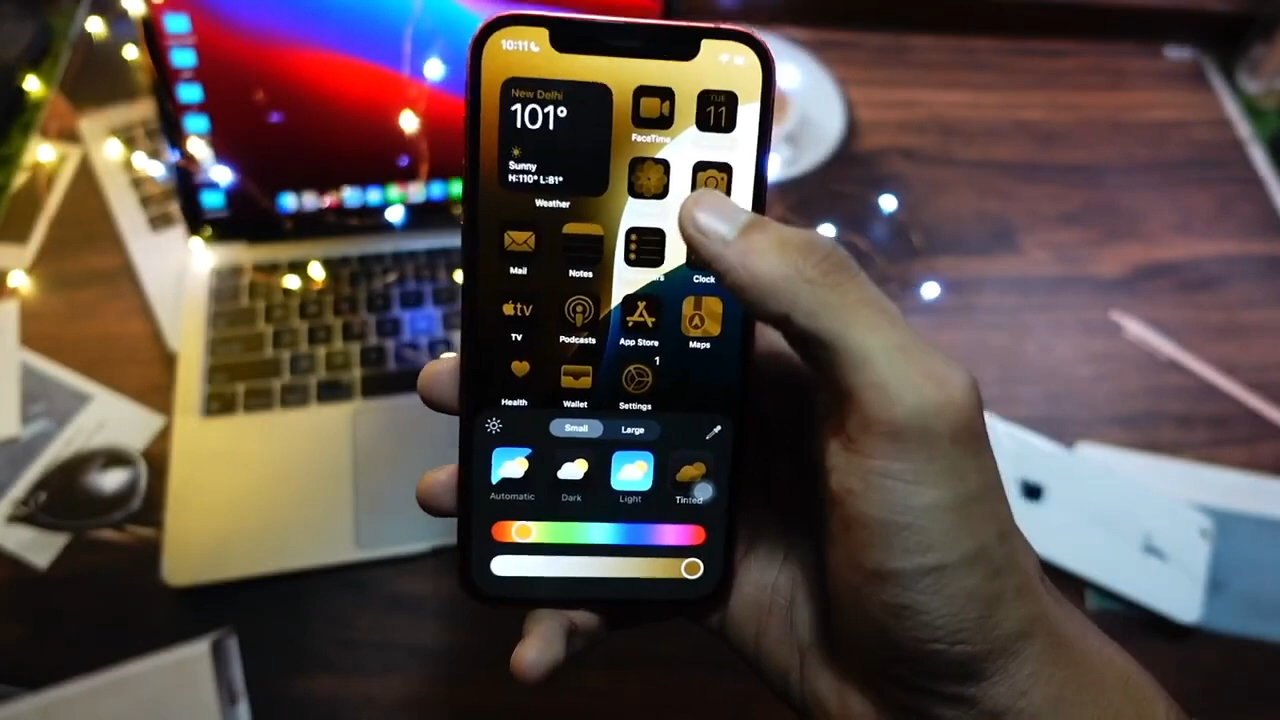 10:11
New Delhi
101°
Sunny
H:110° L:81°
Weather
FaceTime
TUE
11
Mail
Notes
Clock
tv
TV
Podcasts
App Store
Maps
1
Health
Wallet
Settings
Small
Large
Automatic
Dark
Light
Tinted